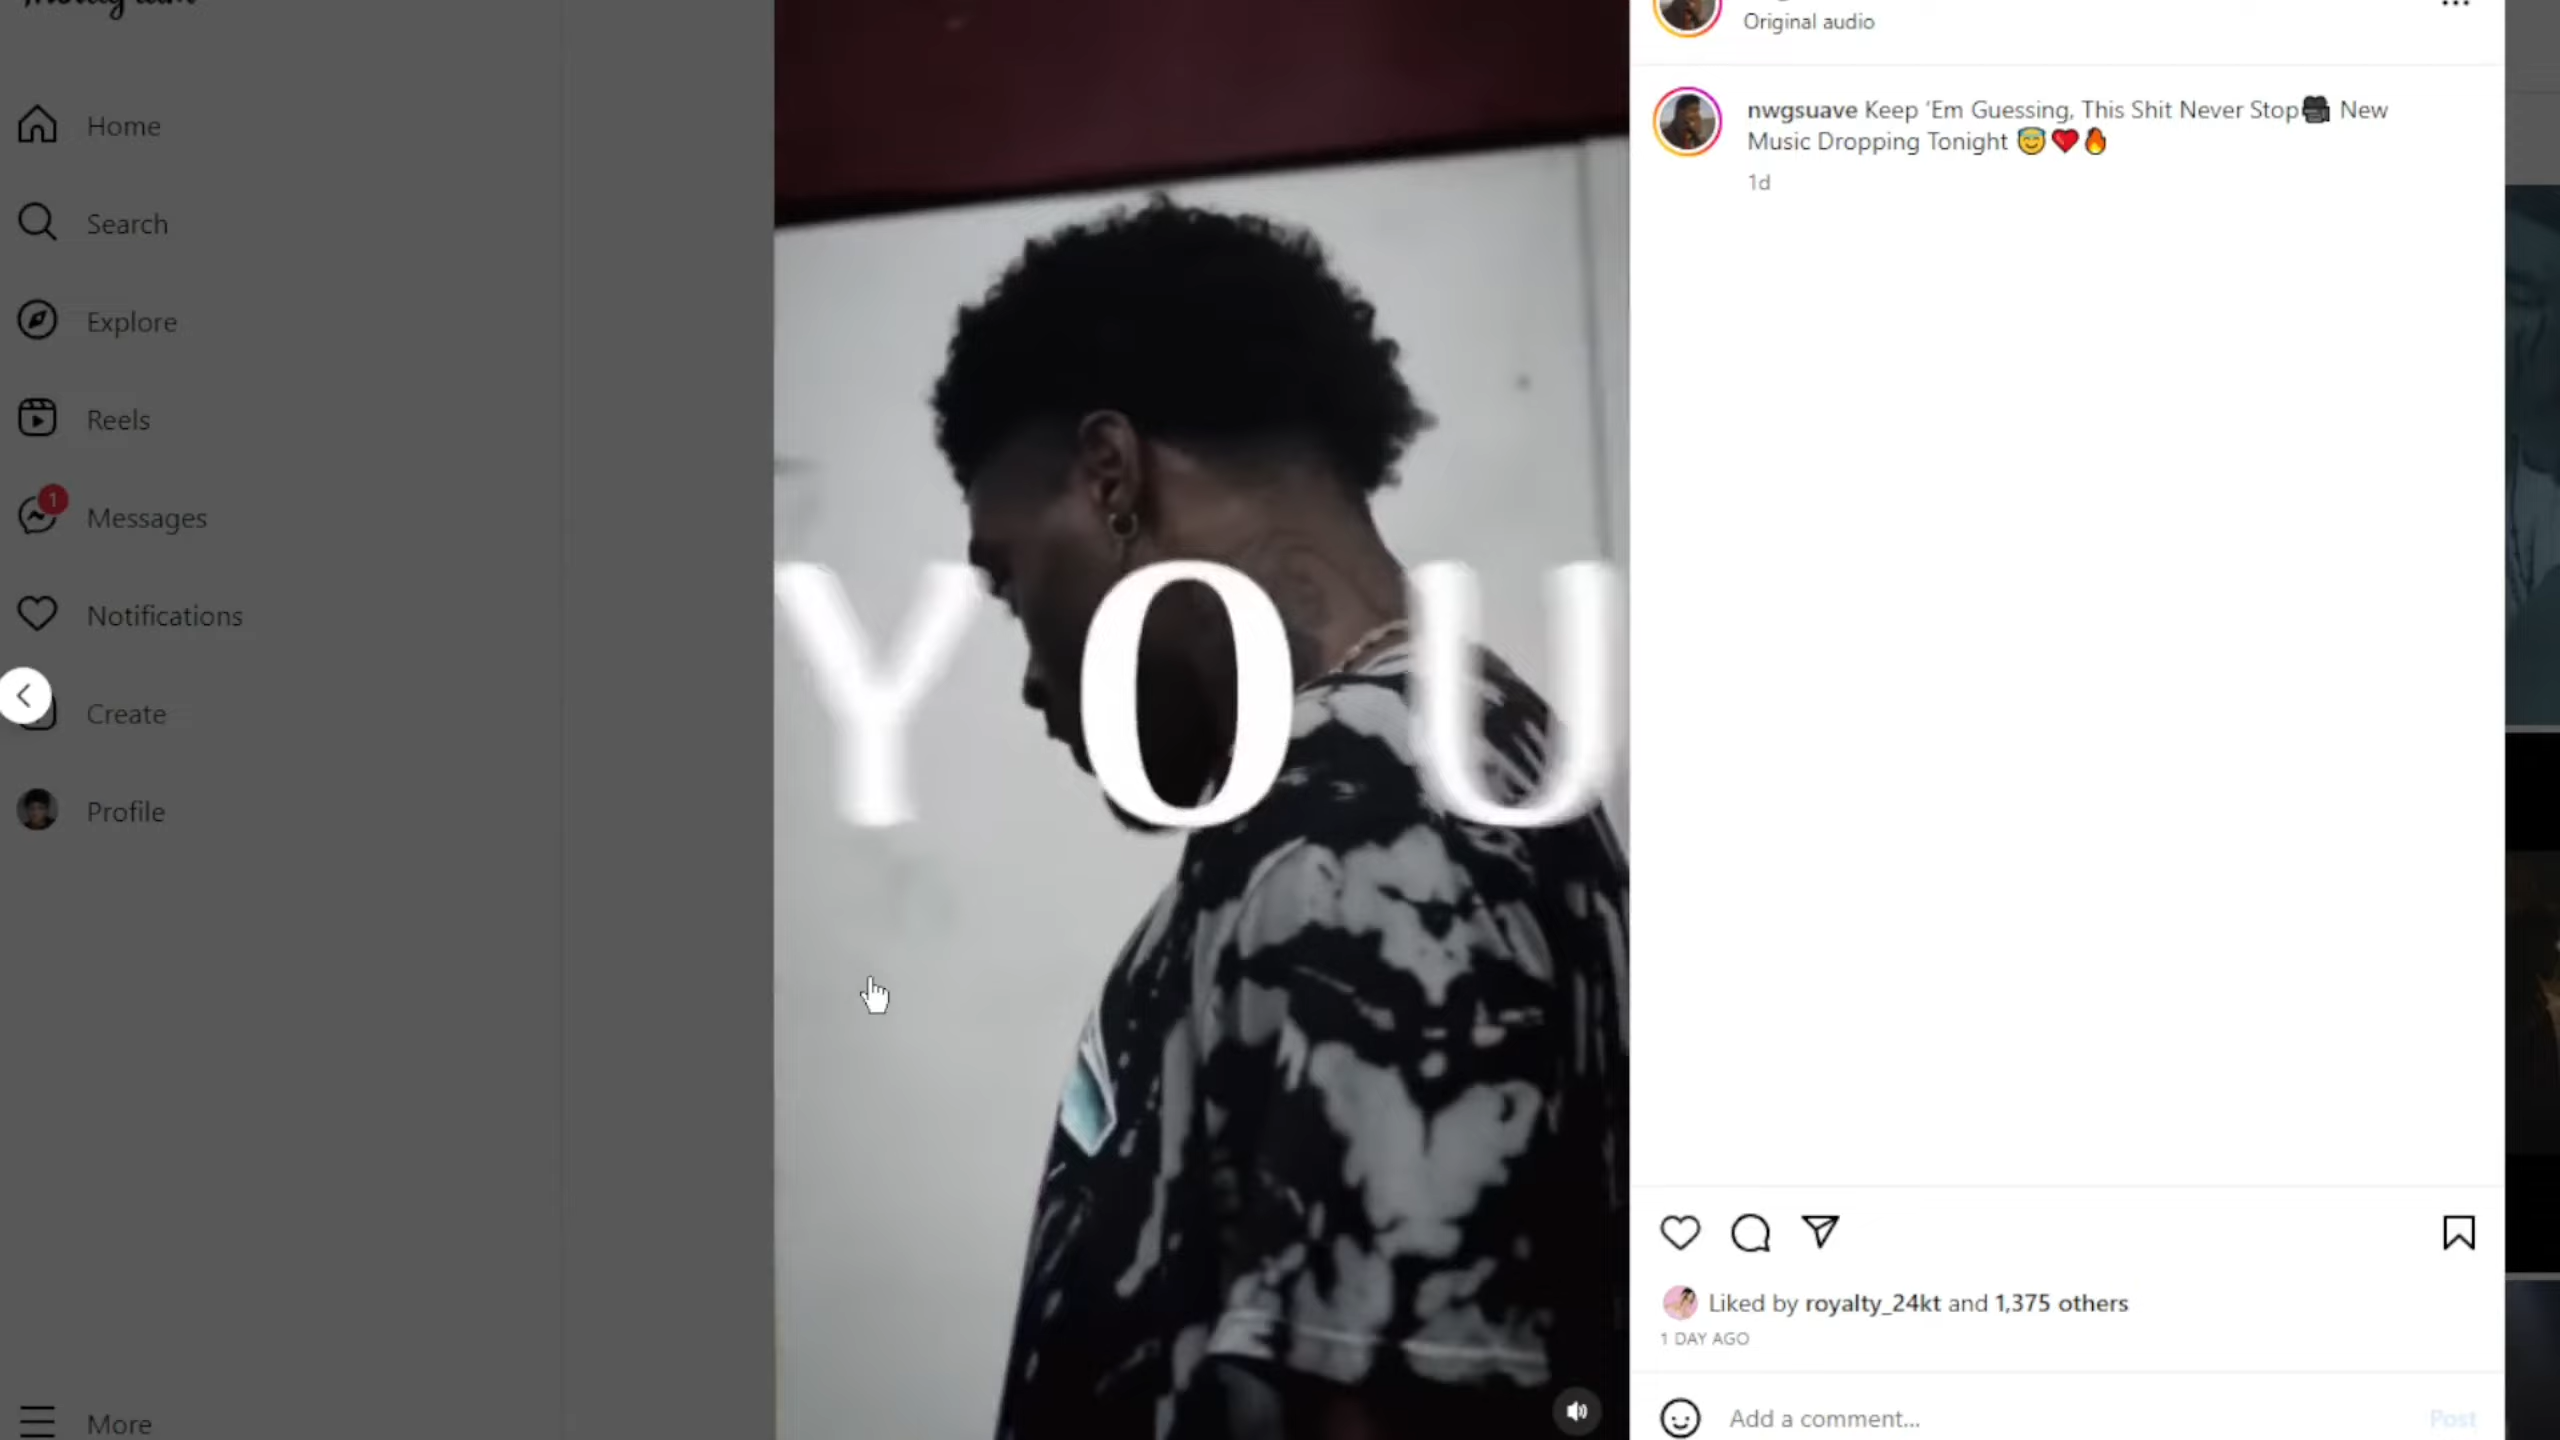 Home
Search
Explore
Reels
1
Messages
Notifications
Create
Profile
More
YOU
Original audio
nwgsuave Keep ‘Em Guessing, This Shit Never Stop🎥 New
Music Dropping Tonight 😇❤️🔥
1d
Liked by royalty_24kt and 1,375 others
1 DAY AGO
Add a comment...
Post